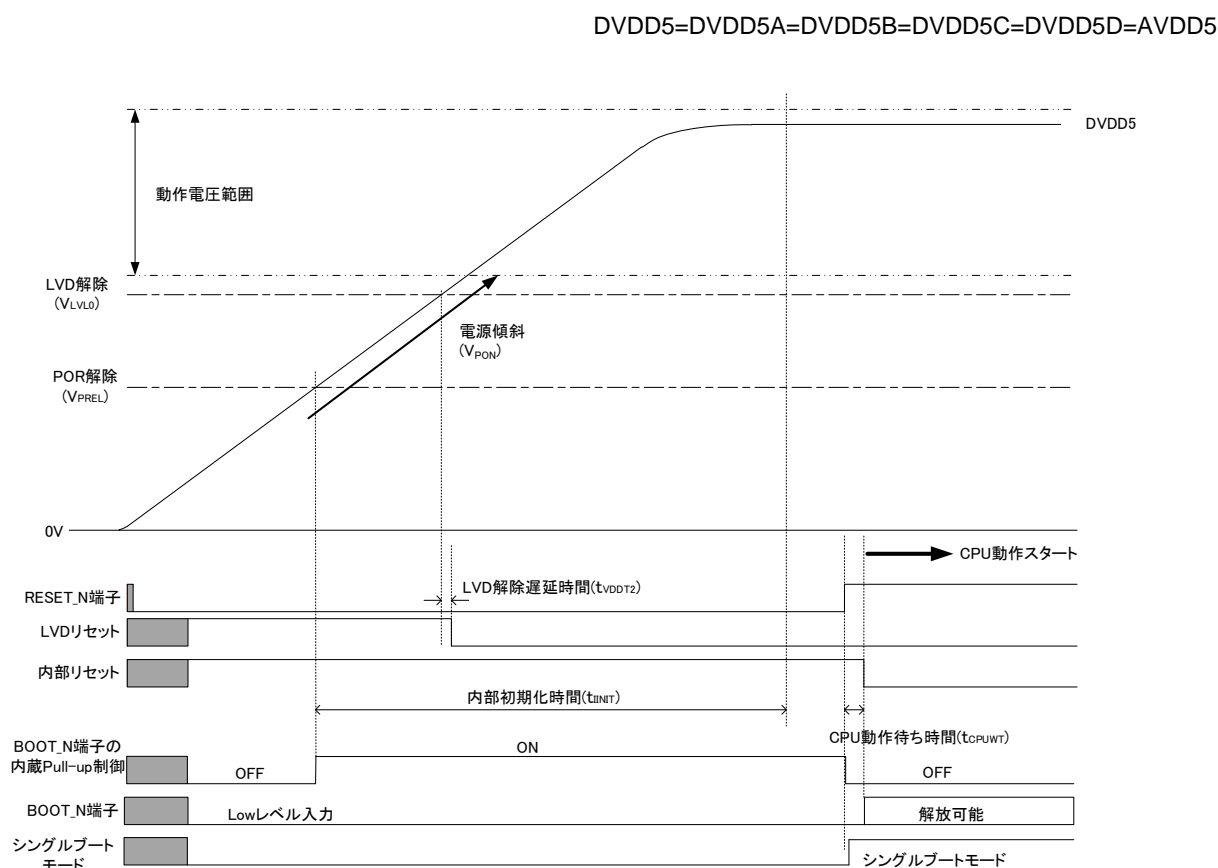 DVDD5=DVDD5A=DVDD5B=DVDD5C=DVDD5D=AVDD5
DVDD5
動作電圧範囲
LVD解除
(VLVL0)
電源傾斜
(VPON)
POR解除
(VPREL)
0V
CPU動作スタート
RESET_N端子
LVD解除遅延時間(tVDDT2)
LVDリセット
内部リセット
内部初期化時間(tIINIT)
CPU動作待ち時間(tCPUWT)
BOOT_N端子の
内蔵Pull-up制御
OFF
ON
OFF
BOOT_N端子
Lowレベル入力
解放可能
シングルブート
モード
シングルブートモード